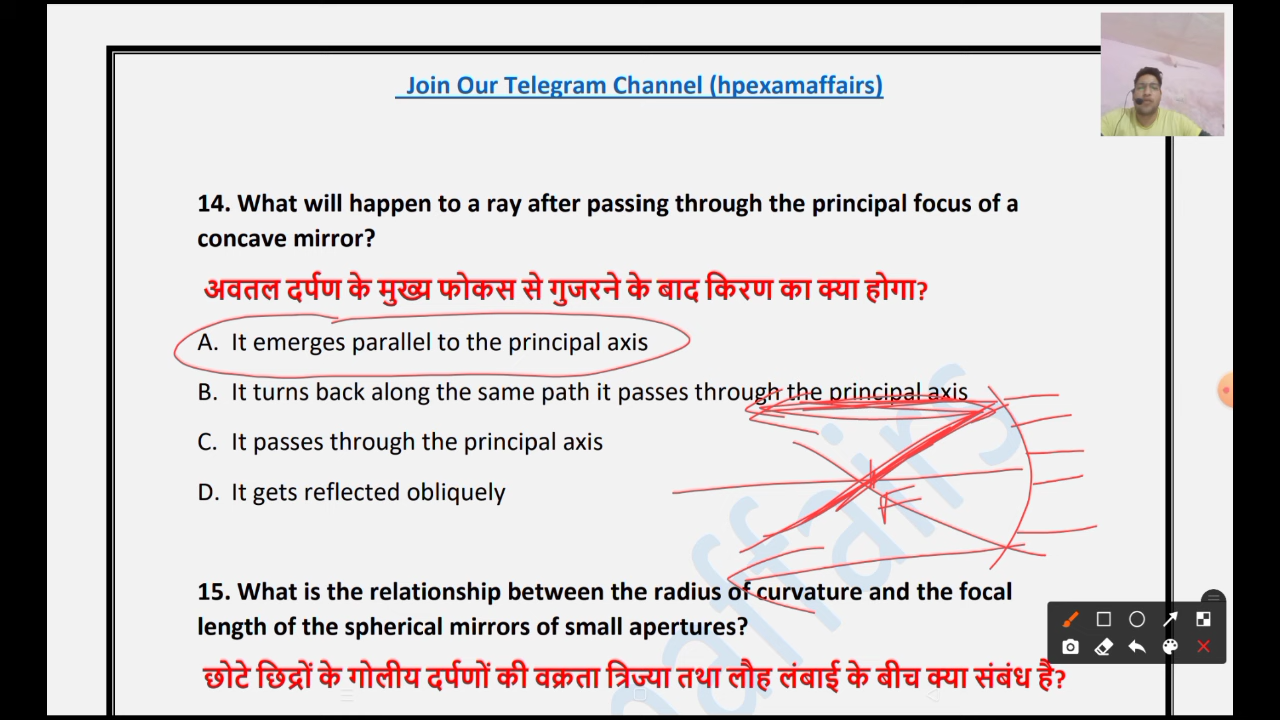 Join Our Telegram Channel (hpexamaffairs)
14. What will happen to a ray after passing through the principal focus of a
concave mirror?
अवतल दर्पण के मुख्य फोकस से गुजरने के बाद किरण का क्या होगा?
A. It emerges parallel to the principal axis
B. It turns back along the same path it passes through the principal axis
C. It passes through the principal axis
D. It gets reflected obliquely
F
15. What is the relationship between the radius of curvature and the focal
length of the spherical mirrors of small apertures?
छोटे छिद्रों के गोलीय दर्पणों की वक्रता त्रिज्या तथा लौह लंबाई के बीच क्या संबंध है?
affairs